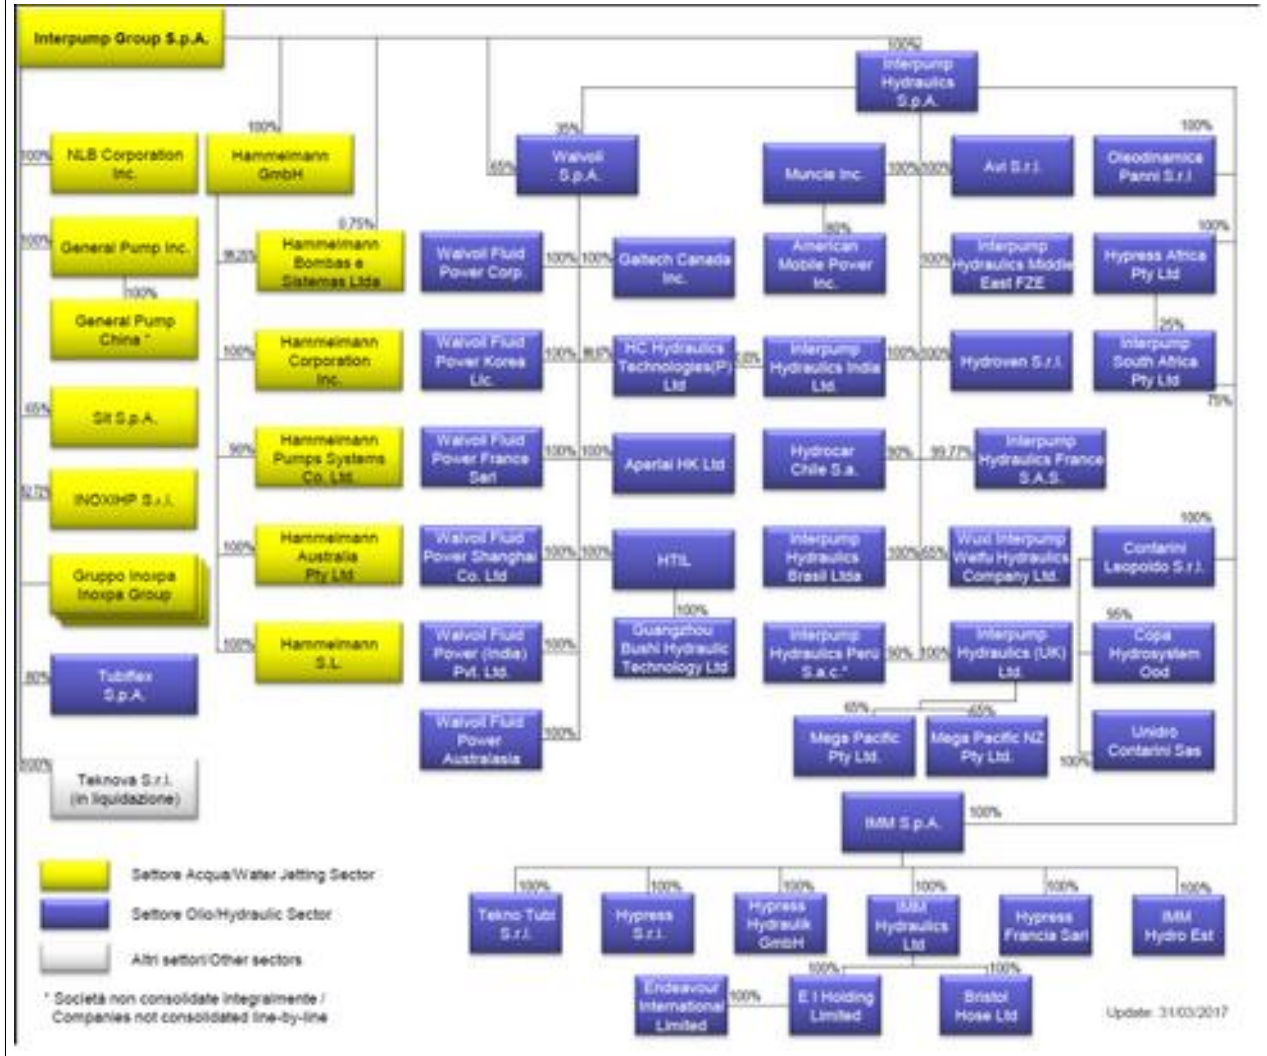 Interpump Group S.p.A.
100%
Interpump
Hydraulics
S.p.A.
100%
35%
100%
100%
NLB Corporation
Inc.
Hammelmann
GmbH
65%
Walvoil
S.p.A.
Muncie Inc.
100%
100%
Avi S.r.l.
Oleodinamica
Panni S.r.l
0,75%
80%
100%
100%
General Pump Inc.
Hammelmann
Bombas e
Sistemas Ltda
Walvoil Fluid
Power Corp.
100%
100%
Galtech Canada
Inc.
American
Mobile Power
Inc.
100%
Interpump
Hydraulics Middle
East FZE
Hypress Africa
Pty Ltd
100%
25%
General Pump
China *
100%
Hammelmann
Corporation
Inc.
Walvoil Fluid
Power Korea
Llc.
100%
HC Hydraulics
Technologies(P)
Ltd
Interpump
Hydraulics India
Ltd.
100%
100%
Hydroven S.r.l.
Interpump
South Africa
Pty Ltd
75%
65%
Sit S.p.A.
90%
Hammelmann
Pumps Systems
Co. Ltd.
Walvoil Fluid
Power France
Sarl
100%
100%
Aperlai HK Ltd
Hydrocar
Chile S.a.
90%
99.77%
Interpump
Hydraulics France
S.A.S.
INOXIHP S.r.l.
100%
100%
Hammelmann
Australia
Pty Ltd
Walvoil Fluid
Power Shanghai
Co. Ltd
100%
100%
HTIL
Interpump
Hydraulics
Brasil Ltda
100%
65%
Wuxi Interpump
Weifu Hydraulics
Company Ltd.
Contarini
Leopoldo S.r.l.
Gruppo Inoxpa
Inoxpa Group
100%
95%
100%
Hammelmann
S.L.
Walvoil Fluid
Power (India)
Pvt. Ltd.
100%
Guangzhou
Bushi Hydraulic
Technology Ltd
Interpump
Hydraulics Perù
S.a.c.*
90%
100%
Interpump
Hydraulics (UK)
Ltd.
Copa
Hydrosystem
Ood
80%
Tubiflex
S.p.A.
65%
65%
Walvoil Fluid
Power
Australasia
100%
Mega Pacific
Pty Ltd.
Mega Pacific NZ
Pty Ltd.
100%
Unidro
Contarini Sas
100%
Teknova S.r.l.
(in liquidazione)
IMM S.p.A.
100%
Settore Acqua/Water Jetting Sector
100%
100%
100%
100%
100%
100%
Settore Olio/Hydraulic Sector
Tekno Tubi
S.r.l.
Hypress
S.r.l.
Hypress
Hydraulik
GmbH
IMM
Hydraulics
Ltd
Hypress
Francia Sarl
IMM
Hydro Est
Altri settori/Other sectors
100%
100%
Endeavour
International
Limited
100%
E I Holding
Limited
Bristol
Hose Ltd
* Società non consolidate integralmente /
Companies not consolidated line-by-line
Update: 31/03/2017